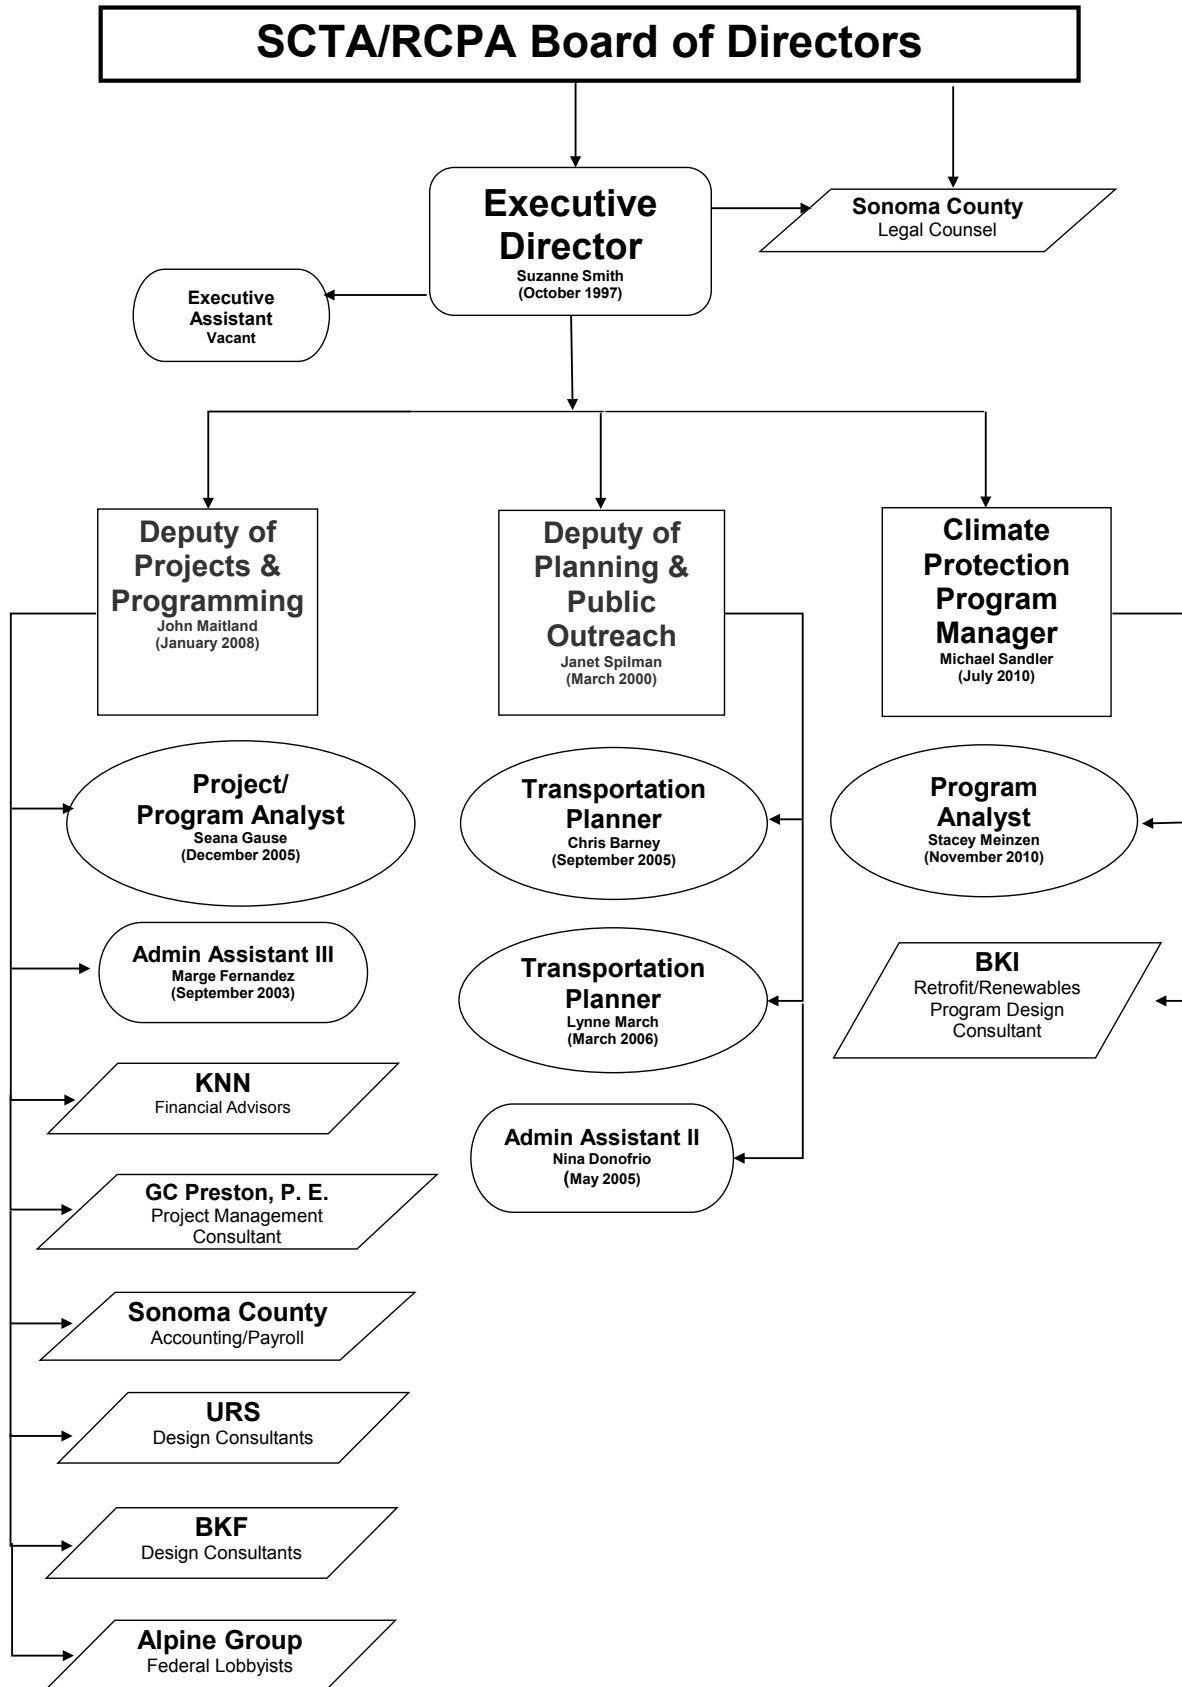 SCTA/RCPA Board of Directors
Executive
Director
Suzanne Smith
(October 1997)
Sonoma County
Legal Counsel
Executive
Assistant
Vacant
Deputy of
Projects &
Programming
John Maitland
(January 2008)
Deputy of
Planning &
Public
Outreach
Janet Spilman
(March 2000)
Climate
Protection
Program
Manager
Michael Sandler
(July 2010)
Project/
Program Analyst
Seana Gause
(December 2005)
Admin Assistant III
Marge Fernandez
(September 2003)
KNN
Financial Advisors
GC Preston, P. E.
Project Management
Consultant
Sonoma County
Accounting/Payroll
URS
Design Consultants
BKF
Design Consultants
Alpine Group
Federal Lobbyists
Transportation
Planner
Chris Barney
(September 2005)
Transportation
Planner
Lynne March
(March 2006)
Admin Assistant II
Nina Donofrio
(May 2005)
Program
Analyst
Stacey Meinzen
(November 2010)
BKI
Retrofit/Renewables
Program Design
Consultant